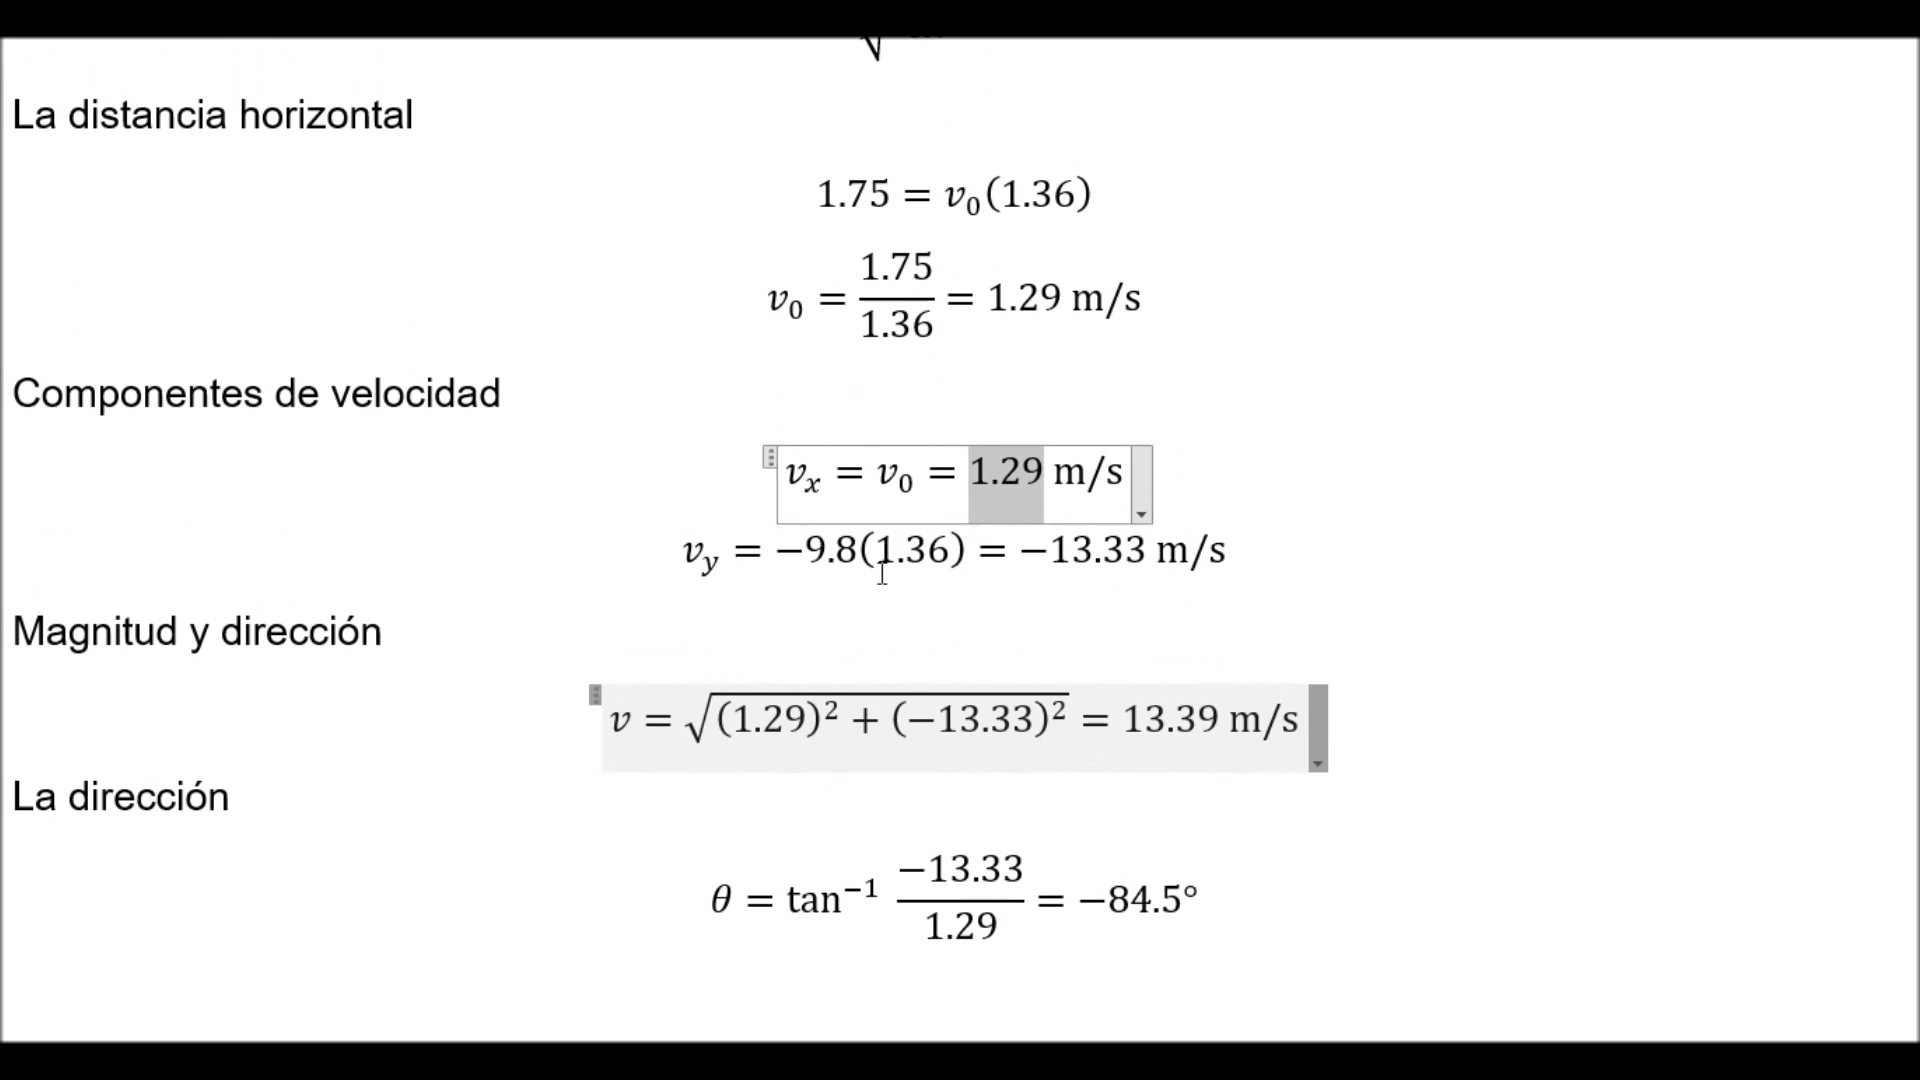 La distancia horizontal
1.75 = v₀(1.36)
v₀ = 1.75/1.36 = 1.29 m/s
Componentes de velocidad
vₓ = v₀ = 1.29 m/s
v_y = −9.8(1.36) = −13.33 m/s
Magnitud y dirección
v = √((1.29)² + (−13.33)²) = 13.39 m/s
La dirección
θ = tan⁻¹ −13.33/1.29 = −84.5°